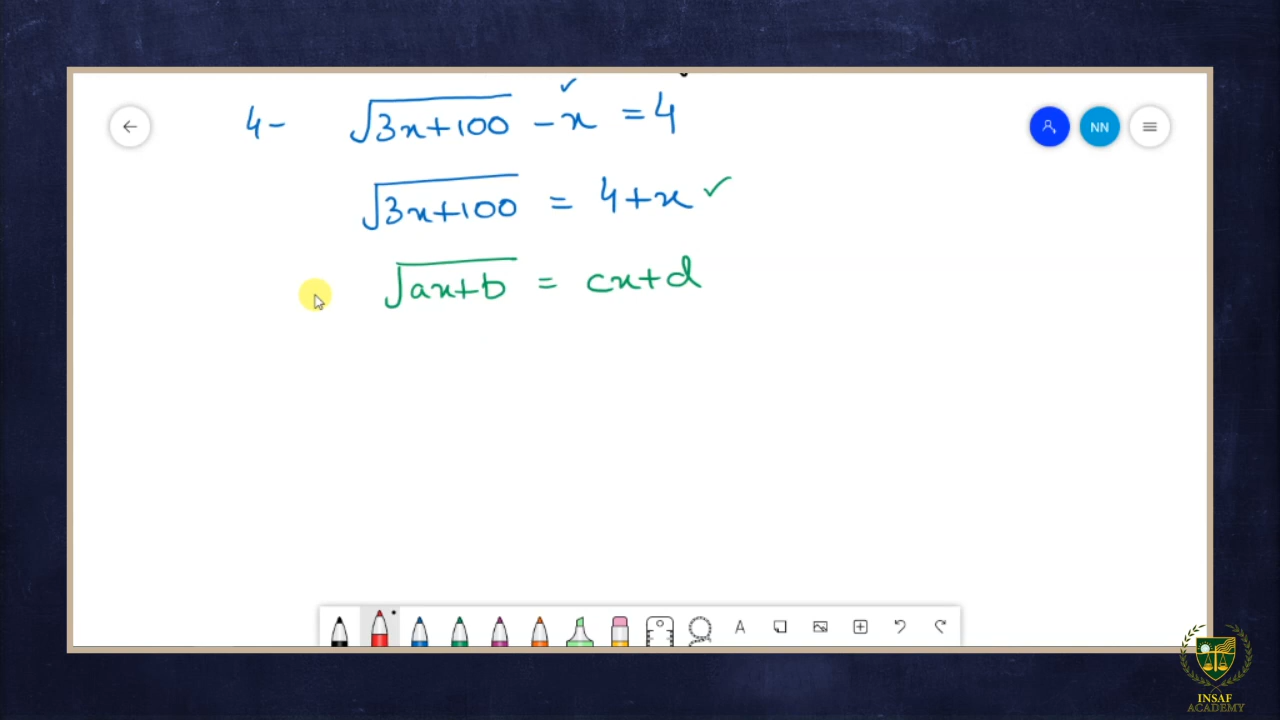 4- √3x+100 - x = 4
NN
√3x+100 = 4+x ✓
√ax+b = cx+d
A
INSAF
ACADEMY